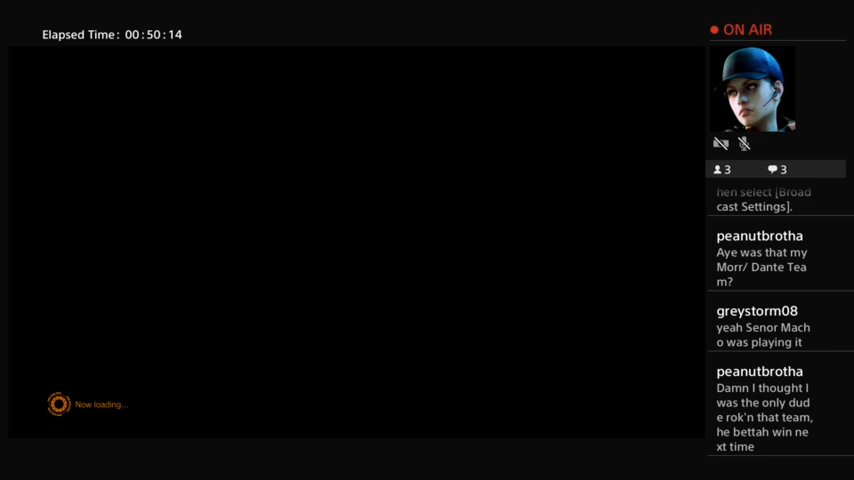 Elapsed Time: 00:50:14
ON AIR
3 3
hen select [Broad
cast Settings].
peanutbrotha
Aye was that my
Morr/ Dante Tea
m?
greystorm08
yeah Senor Mach
o was playing it
peanutbrotha
Damn I thought I
was the only dud
e rok'n that team,
he bettah win ne
xt time
Now loading...